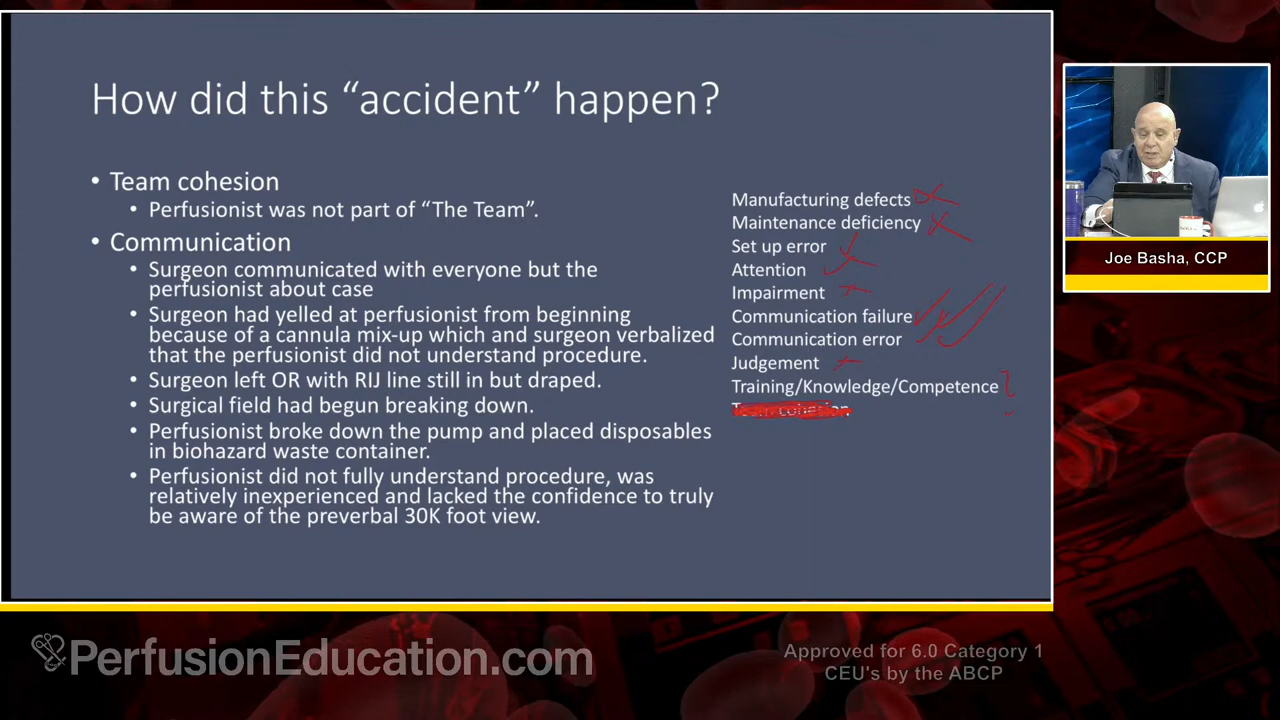 How did this “accident” happen?
• Team cohesion
• Perfusionist was not part of “The Team”.
• Communication
• Surgeon communicated with everyone but the
perfusionist about case
• Surgeon had yelled at perfusionist from beginning
because of a cannula mix-up which and surgeon verbalized
that the perfusionist did not understand procedure.
• Surgeon left OR with RIJ line still in but draped.
• Surgical field had begun breaking down.
• Perfusionist broke down the pump and placed disposables
in biohazard waste container.
• Perfusionist did not fully understand procedure, was
relatively inexperienced and lacked the confidence to truly
be aware of the preverbal 30K foot view.
Manufacturing defects
Maintenance deficiency
Set up error
Attention
Impairment
Communication failure
Communication error
Judgement
Training/Knowledge/Competence ?
Team cohesion
Joe Basha, CCP
PerfusionEducation.com
Approved for 6.0 Category 1
CEU's by the ABCP